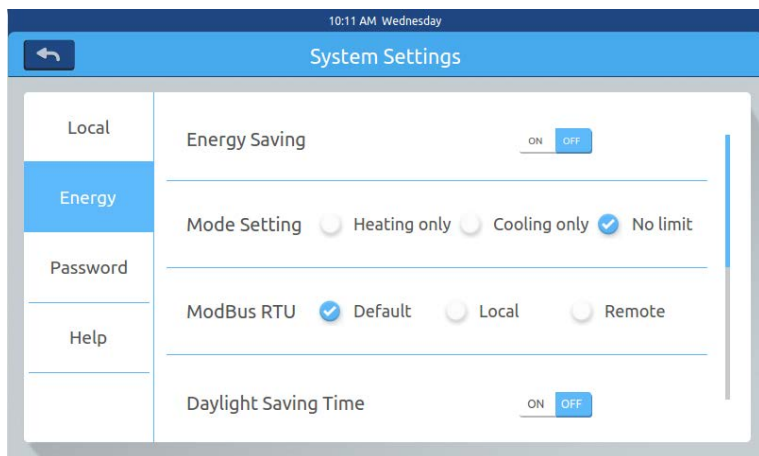 10:11 AM Wednesday
System Settings
Local
Energy
Password
Help
Energy Saving ON OFF
Mode Setting Heating only Cooling only No limit
ModBus RTU Default Local Remote
Daylight Saving Time ON OFF